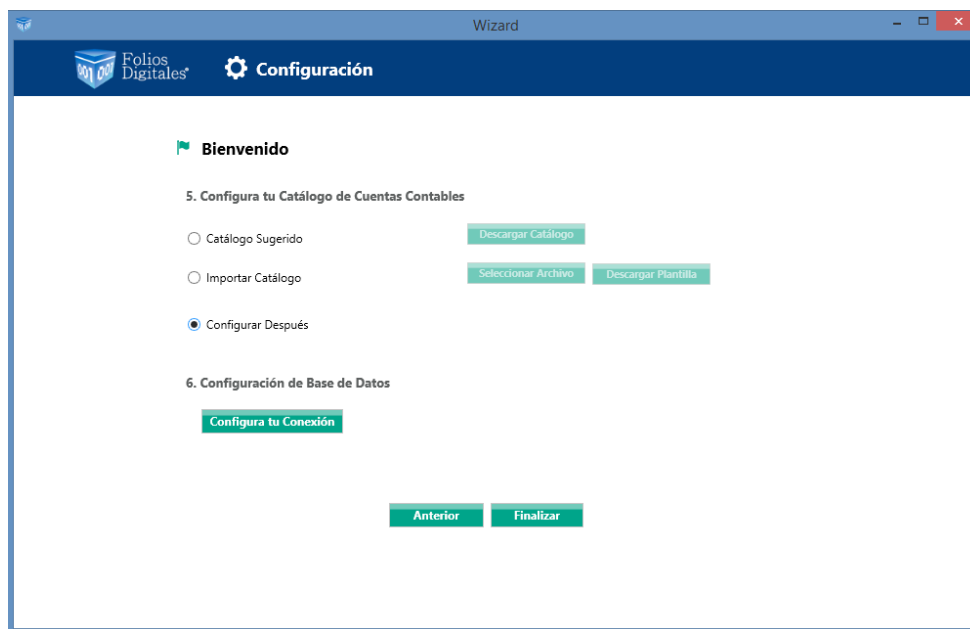 Wizard
Folios
Digitales
Configuración
Bienvenido
5. Configura tu Catálogo de Cuentas Contables
Catálogo Sugerido
Descargar Catálogo
Importar Catálogo
Seleccionar Archivo
Descargar Plantilla
Configurar Después
6. Configuración de Base de Datos
Configura tu Conexión
Anterior
Finalizar